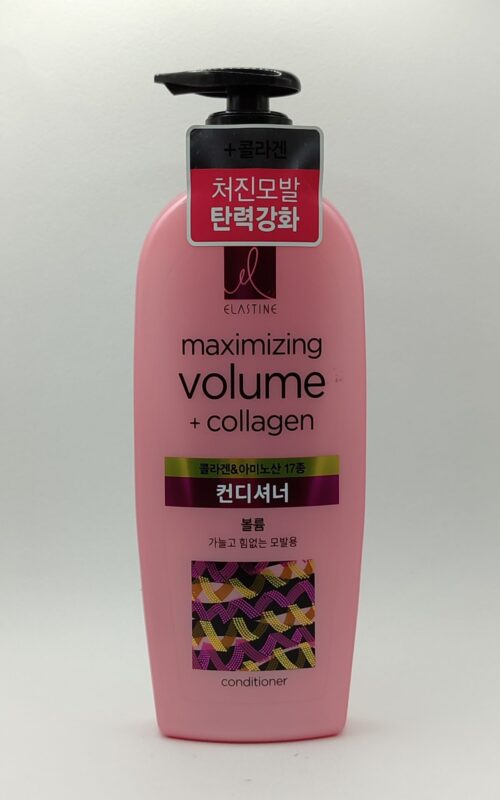 +콜라겐
처진모발
탄력강화
el
ELASTINE
maximizing
volume
+ collagen
콜라겐&아미노산 17종
컨디셔너
볼륨
가늘고 힘없는 모발용
conditioner